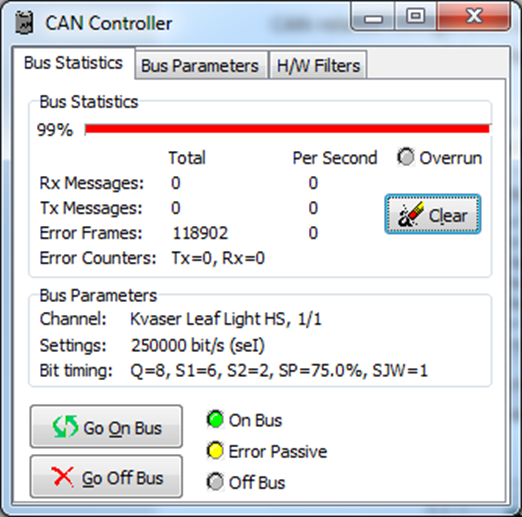 CAN Controller
Bus Statistics Bus Parameters H/W Filters
Bus Statistics
99%
Total Per Second Overrun
Rx Messages: 0 0
Tx Messages: 0 0
Clear
Error Frames: 118902 0
Error Counters: Tx=0, Rx=0
Bus Parameters
Channel: Kvaser Leaf Light HS, 1/1
Settings: 250000 bit/s (seI)
Bit timing: Q=8, S1=6, S2=2, SP=75.0%, SJW=1
Go On Bus On Bus
Error Passive
Go Off Bus Off Bus